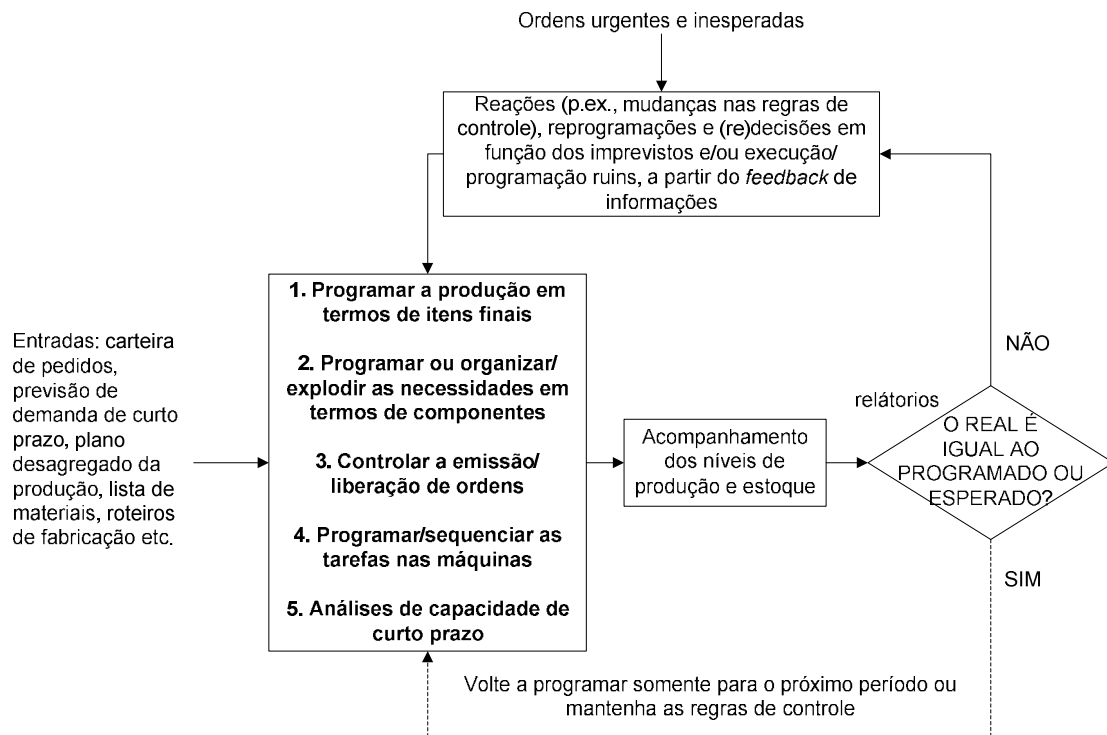 Ordens urgentes e inesperadas
Reações (p.ex., mudanças nas regras de
controle), reprogramações e (re)decisões em
função dos imprevistos e/ou execução/
programação ruins, a partir do feedback de
informações
Entradas: carteira
de pedidos,
previsão de
demanda de curto
prazo, plano
desagregado da
produção, lista de
materiais, roteiros
de fabricação etc.
1. Programar a produção em
termos de itens finais
2. Programar ou organizar/
explodir as necessidades em
termos de componentes
3. Controlar a emissão/
liberação de ordens
4. Programar/sequenciar as
tarefas nas máquinas
5. Análises de capacidade de
curto prazo
Acompanhamento
dos níveis de
produção e estoque
relátorios
O REAL É
IGUAL AO
PROGRAMADO OU
ESPERADO?
NÃO
SIM
Volte a programar somente para o próximo período ou
mantenha as regras de controle